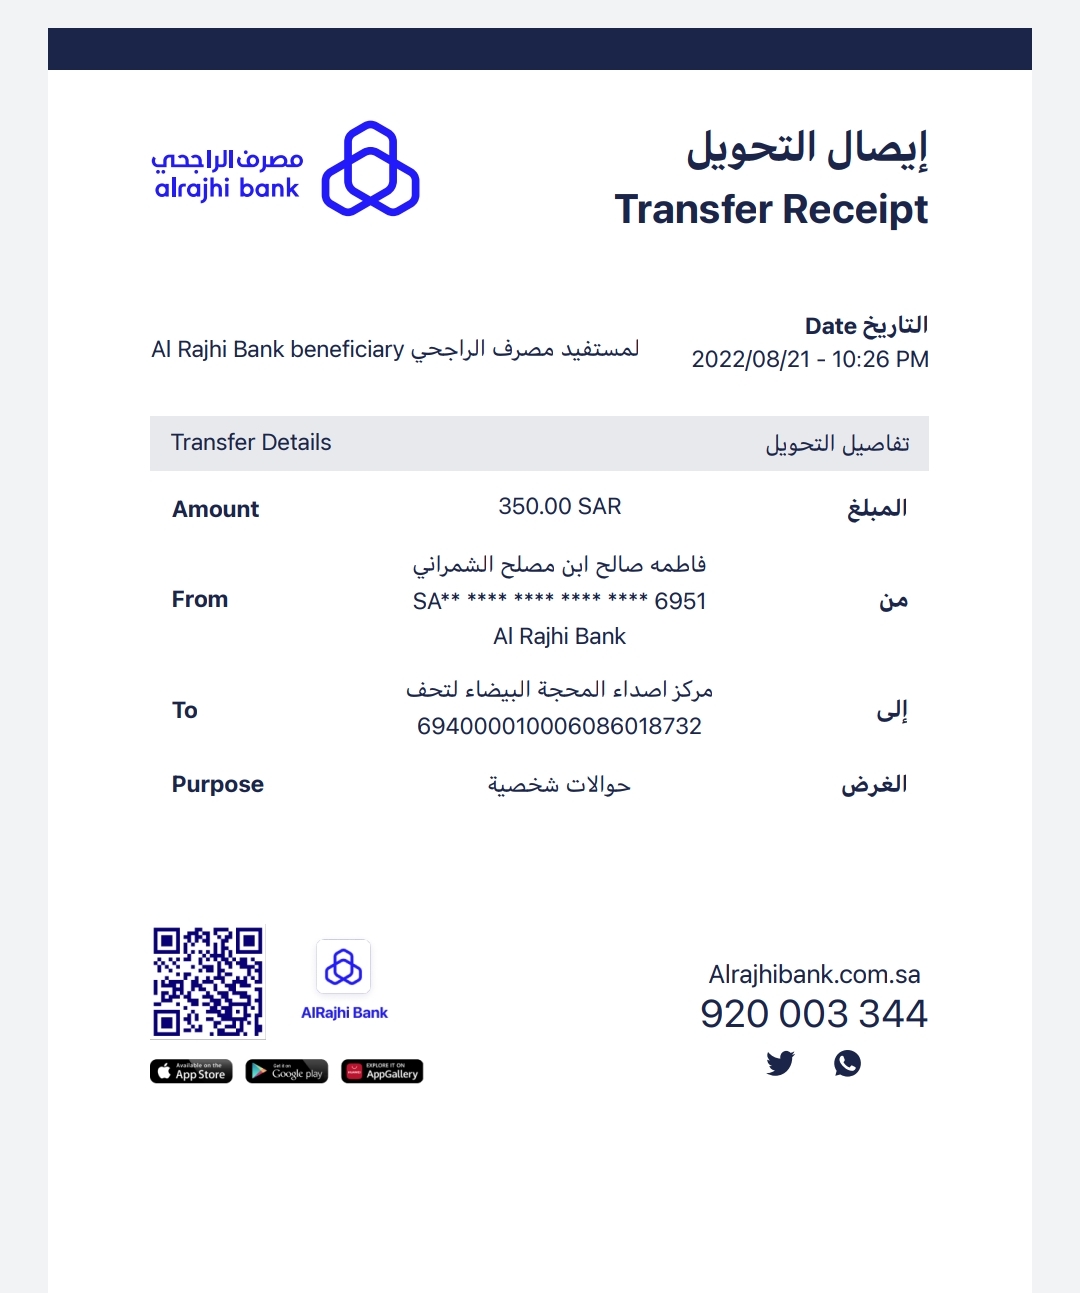 إيصال التحويل
Transfer Receipt
مصرف الراجحي
alrajhi bank
التاريخ Date
2022/08/21 - 10:26 PM
Al Rajhi Bank beneficiary لمستفيد مصرف الراجحي
Transfer Details تفاصيل التحويل
Amount 350.00 SAR المبلغ
فاطمه صالح ابن مصلح الشمراني
From SA** **** **** **** **** 6951 من
Al Rajhi Bank
مركز اصداء المحجة البيضاء لتحف
To 694000010006086018732 إلى
Purpose حوالات شخصية الغرض
AlRajhi Bank
Available on the
App Store
Get it on
Google play
EXPLORE IT ON
AppGallery
Alrajhibank.com.sa
920 003 344